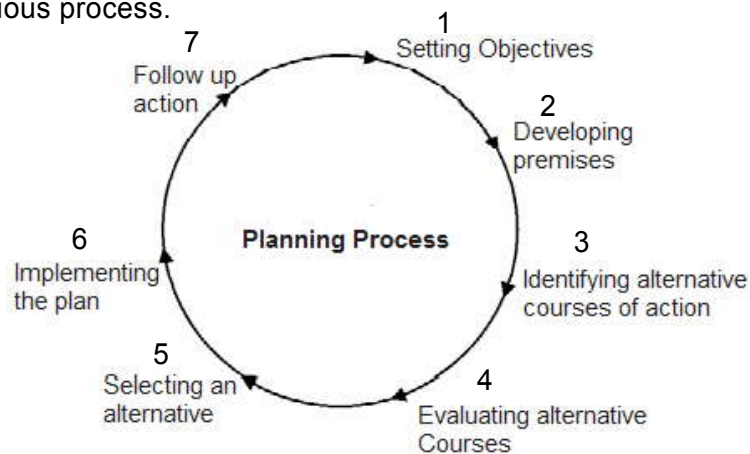 ious process.
1
Setting Objectives
2
Developing
premises
3
Identifying alternative
courses of action
4
Evaluating alternative
Courses
5
Selecting an
alternative
6
Implementing
the plan
7
Follow up
action
Planning Process